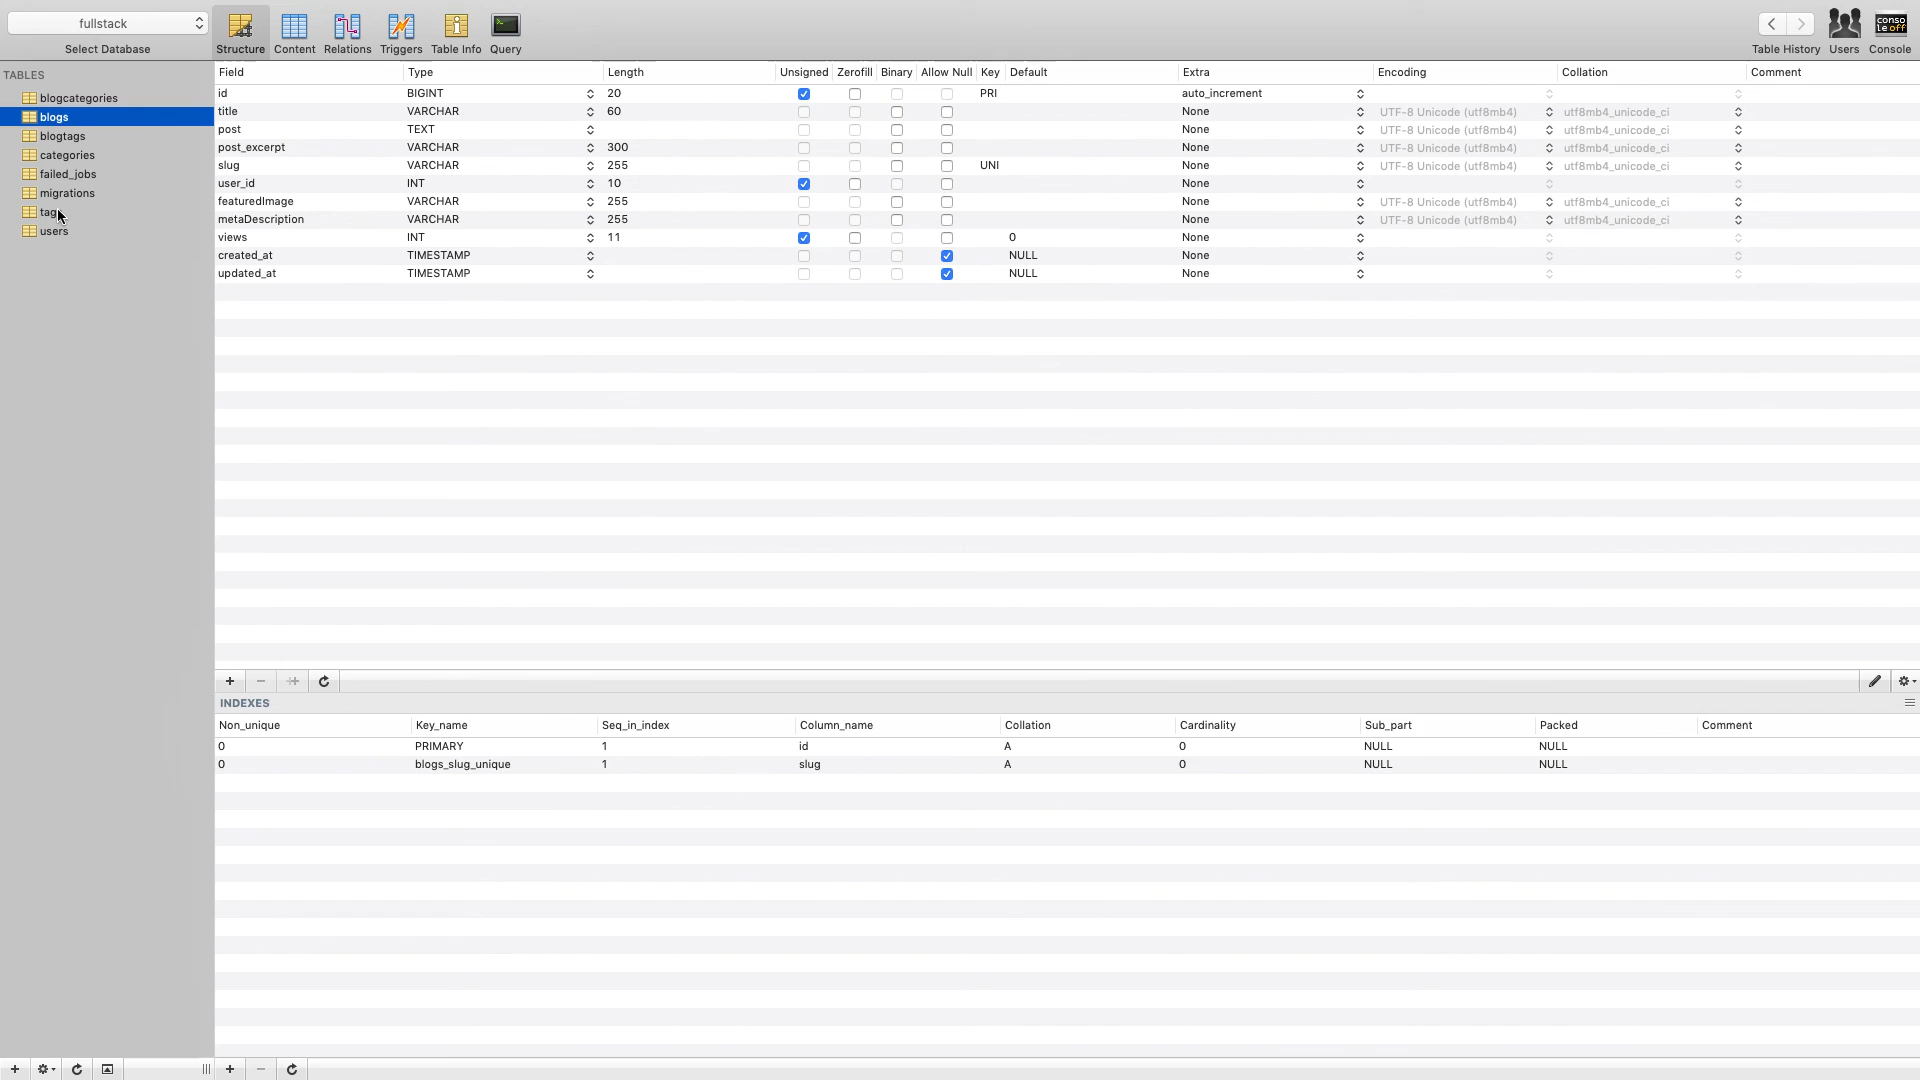 fullstack
Select Database
Structure Content Relations Triggers Table Info Query
conso
le off
Table History Users Console
TABLES
blogcategories
blogs
blogtags
categories
failed_jobs
migrations
users
Field Type Length Unsigned Zerofill Binary Allow Null Key Default Extra Encoding Collation Comment
id BIGINT 20 PRI auto_increment
title VARCHAR 60 None UTF-8 Unicode (utf8mb4) utf8mb4_unicode_ci
post TEXT None UTF-8 Unicode (utf8mb4) utf8mb4_unicode_ci
post_excerpt VARCHAR 300 None UTF-8 Unicode (utf8mb4) utf8mb4_unicode_ci
slug VARCHAR 255 UNI None UTF-8 Unicode (utf8mb4) utf8mb4_unicode_ci
user_id INT 10 None
featuredImage VARCHAR 255 None UTF-8 Unicode (utf8mb4) utf8mb4_unicode_ci
metaDescription VARCHAR 255 None UTF-8 Unicode (utf8mb4) utf8mb4_unicode_ci
views INT 11 0 None
created_at TIMESTAMP NULL None
updated_at TIMESTAMP NULL None
INDEXES
Non_unique Key_name Seq_in_index Column_name Collation Cardinality Sub_part Packed Comment
0 PRIMARY 1 id A 0 NULL NULL
0 blogs_slug_unique 1 slug A 0 NULL NULL